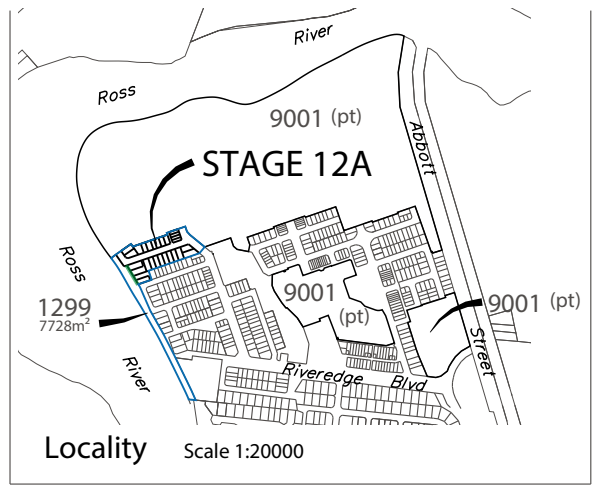 River
Ross
9001 (pt)
Abbott
STAGE 12A
Ross
9001
(pt)
1299
7728m²
9001 (pt)
Street
River
Riveredge Blvd
Locality Scale 1:20000